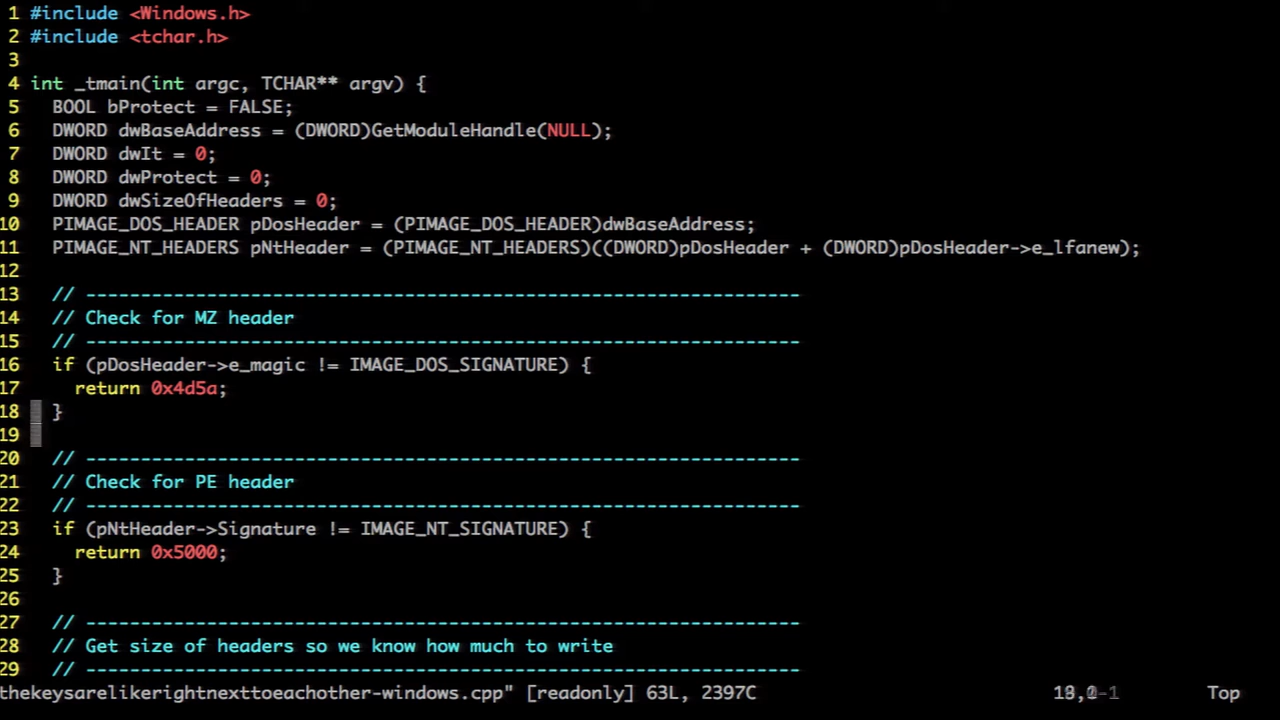 1 #include <Windows.h>
2 #include <tchar.h>
3
4 int _tmain(int argc, TCHAR** argv) {
5   BOOL bProtect = FALSE;
6   DWORD dwBaseAddress = (DWORD)GetModuleHandle(NULL);
7   DWORD dwIt = 0;
8   DWORD dwProtect = 0;
9   DWORD dwSizeOfHeaders = 0;
10   PIMAGE_DOS_HEADER pDosHeader = (PIMAGE_DOS_HEADER)dwBaseAddress;
11   PIMAGE_NT_HEADERS pNtHeader = (PIMAGE_NT_HEADERS)((DWORD)pDosHeader + (DWORD)pDosHeader->e_lfanew);
12
13   // -----------------------------------------------------------------
14   // Check for MZ header
15   // -----------------------------------------------------------------
16   if (pDosHeader->e_magic != IMAGE_DOS_SIGNATURE) {
17     return 0x4d5a;
18   }
19
20   // -----------------------------------------------------------------
21   // Check for PE header
22   // -----------------------------------------------------------------
23   if (pNtHeader->Signature != IMAGE_NT_SIGNATURE) {
24     return 0x5000;
25   }
26
27   // -----------------------------------------------------------------
28   // Get size of headers so we know how much to write
29   // -----------------------------------------------------------------
thekeysarelikerightnexttoeachother-windows.cpp" [readonly] 63L, 2397C Top